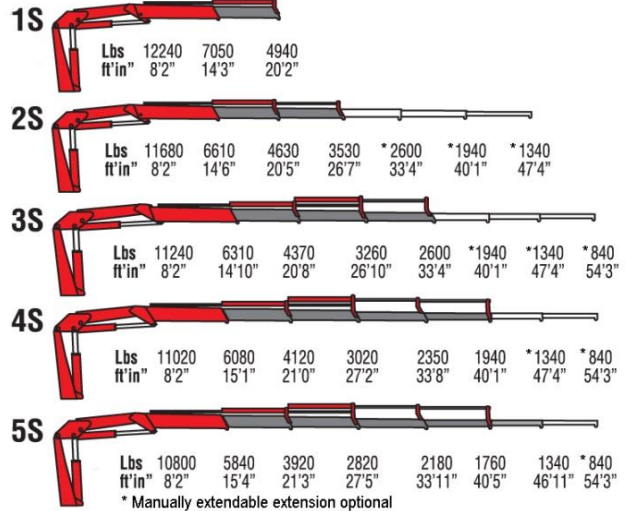 1S
Lbs 12240 7050 4940
ft'in" 8'2" 14'3" 20'2"
2S
Lbs 11680 6610 4630 3530 *2600 *1940 *1340
ft'in" 8'2" 14'6" 20'5" 26'7" 33'4" 40'1" 47'4"
3S
Lbs 11240 6310 4370 3260 2600 *1940 *1340 *840
ft'in" 8'2" 14'10" 20'8" 26'10" 33'4" 40'1" 47'4" 54'3"
4S
Lbs 11020 6080 4120 3020 2350 1940 *1340 *840
ft'in" 8'2" 15'1" 21'0" 27'2" 33'8" 40'1" 47'4" 54'3"
5S
Lbs 10800 5840 3920 2820 2180 1760 1340 *840
ft'in" 8'2" 15'4" 21'3" 27'5" 33'11" 40'5" 46'11" 54'3"
* Manually extendable extension optional